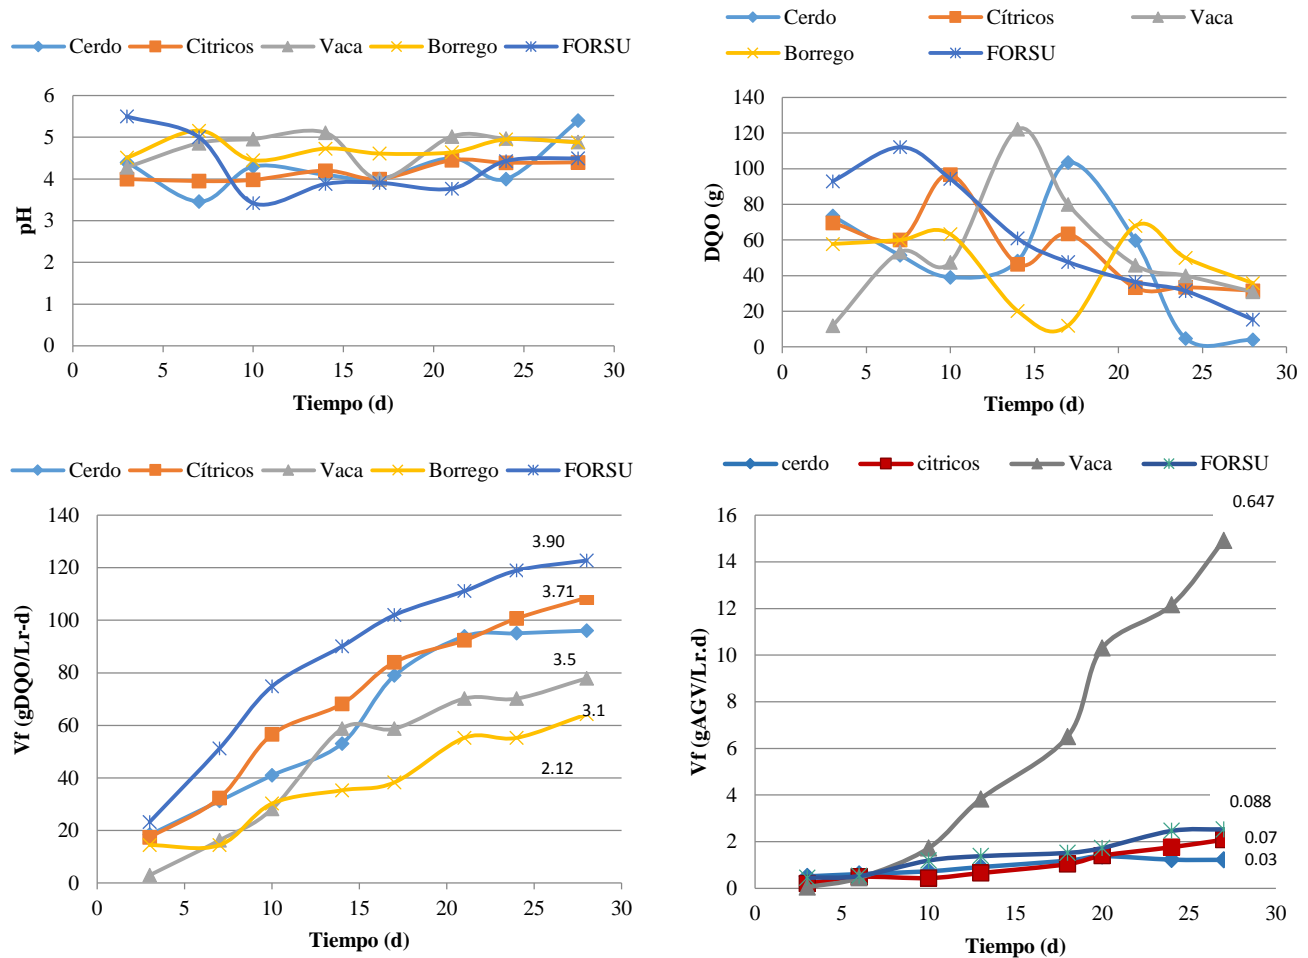 Cerdo Citricos Vaca Borrego FORSU
6
5
4
3
2
1
0
pH
0 5 10 15 20 25 30
Tiempo (d)
Cerdo Cítricos Vaca
Borrego FORSU
140
120
100
80
60
40
20
0
DQO (g)
0 5 10 15 20 25 30
Tiempo (d)
Cerdo Cítricos Vaca Borrego FORSU
140
120
100
80
60
40
20
0
Vf (gDQO/Lr-d)
3.90
3.71
3.5
3.1
2.12
0 5 10 15 20 25 30
Tiempo (d)
cerdo citricos Vaca FORSU
16
14
12
10
8
6
4
2
0
Vf (gAGV/Lr.d)
0.647
0.088
0.07
0.03
0 5 10 15 20 25 30
Tiempo (d)